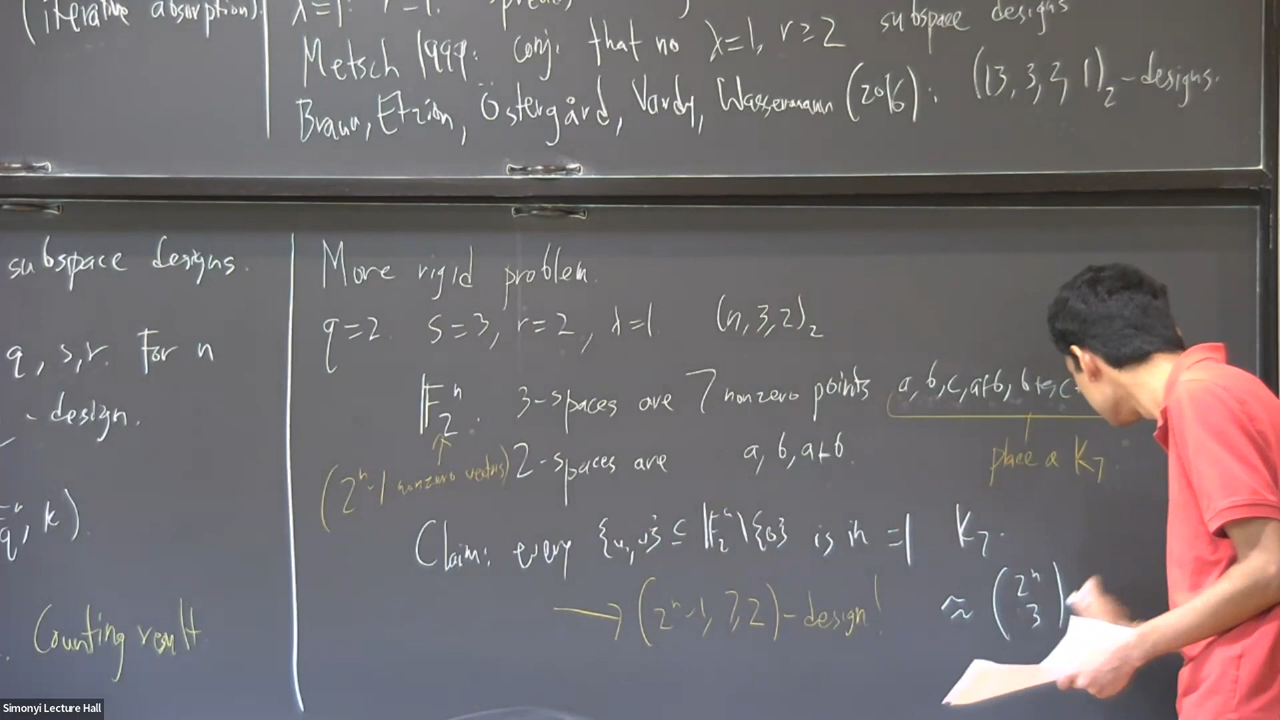 (iterative absorption).
λ=1: r=1:
subspace designs
Metsch 1999: conj. that no λ=1, r≥2
Braun, Etzion, Östergård, Vardy, Wassermann (2016): (13, 3, 2, 1)₂-designs.
subspace designs.
q, s, r. For n
-design.
, k).
Counting result
More rigid problem.
q=2 s=3, r=2, λ=1 (n,3,2)₂
𝔽₂ⁿ. 3-spaces are 7 nonzero points a, b, c, a+b, b+c, c
(2ⁿ-1 nonzero vectors) 2-spaces are a, b, a+b.
place a K₇.
Claim: every {u,v} ⊆ 𝔽₂ⁿ\{0} is in =1 K₇.
→ (2ⁿ-1, 7, 2)-design!
≈ (2ⁿ 3)
Simonyi Lecture Hall